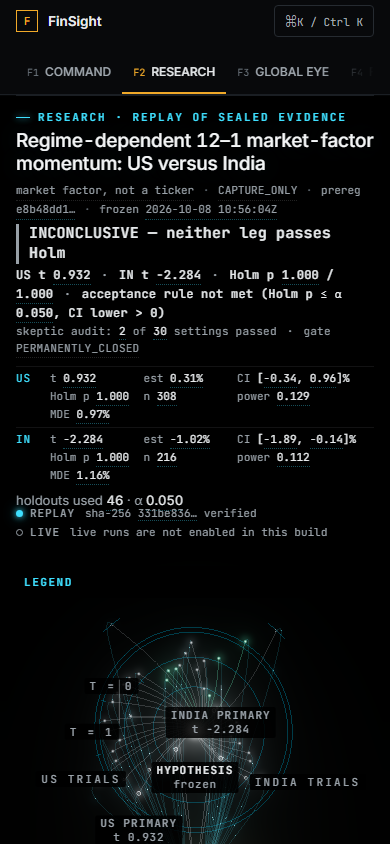 F FinSight ⌘K / Ctrl K
F1 COMMAND F2 RESEARCH F3 GLOBAL EYE F4
RESEARCH · REPLAY OF SEALED EVIDENCE
Regime-dependent 12–1 market-factor
momentum: US versus India
market factor, not a ticker · CAPTURE_ONLY · prereg
e8b48dd1… · frozen 2026-10-08 10:56:04Z
INCONCLUSIVE — neither leg passes
Holm
US t 0.932 · IN t -2.284 · Holm p 1.000 /
1.000 · acceptance rule not met (Holm p ≤ α
0.050, CI lower > 0)
skeptic audit: 2 of 30 settings passed · gate
PERMANENTLY_CLOSED
US t 0.932 est 0.31% CI [-0.34, 0.96]%
Holm p 1.000 n 308 power 0.129
MDE 0.97%
IN t -2.284 est -1.02% CI [-1.89, -0.14]%
Holm p 1.000 n 216 power 0.112
MDE 1.16%
holdouts used 46 · α 0.050
REPLAY sha-256 331be836… verified
LIVE live runs are not enabled in this build
LEGEND
T = 0
INDIA PRIMARY
t -2.284
T = 1
HYPOTHESIS
frozen
US TRIALS
INDIA TRIALS
US PRIMARY
t 0.932